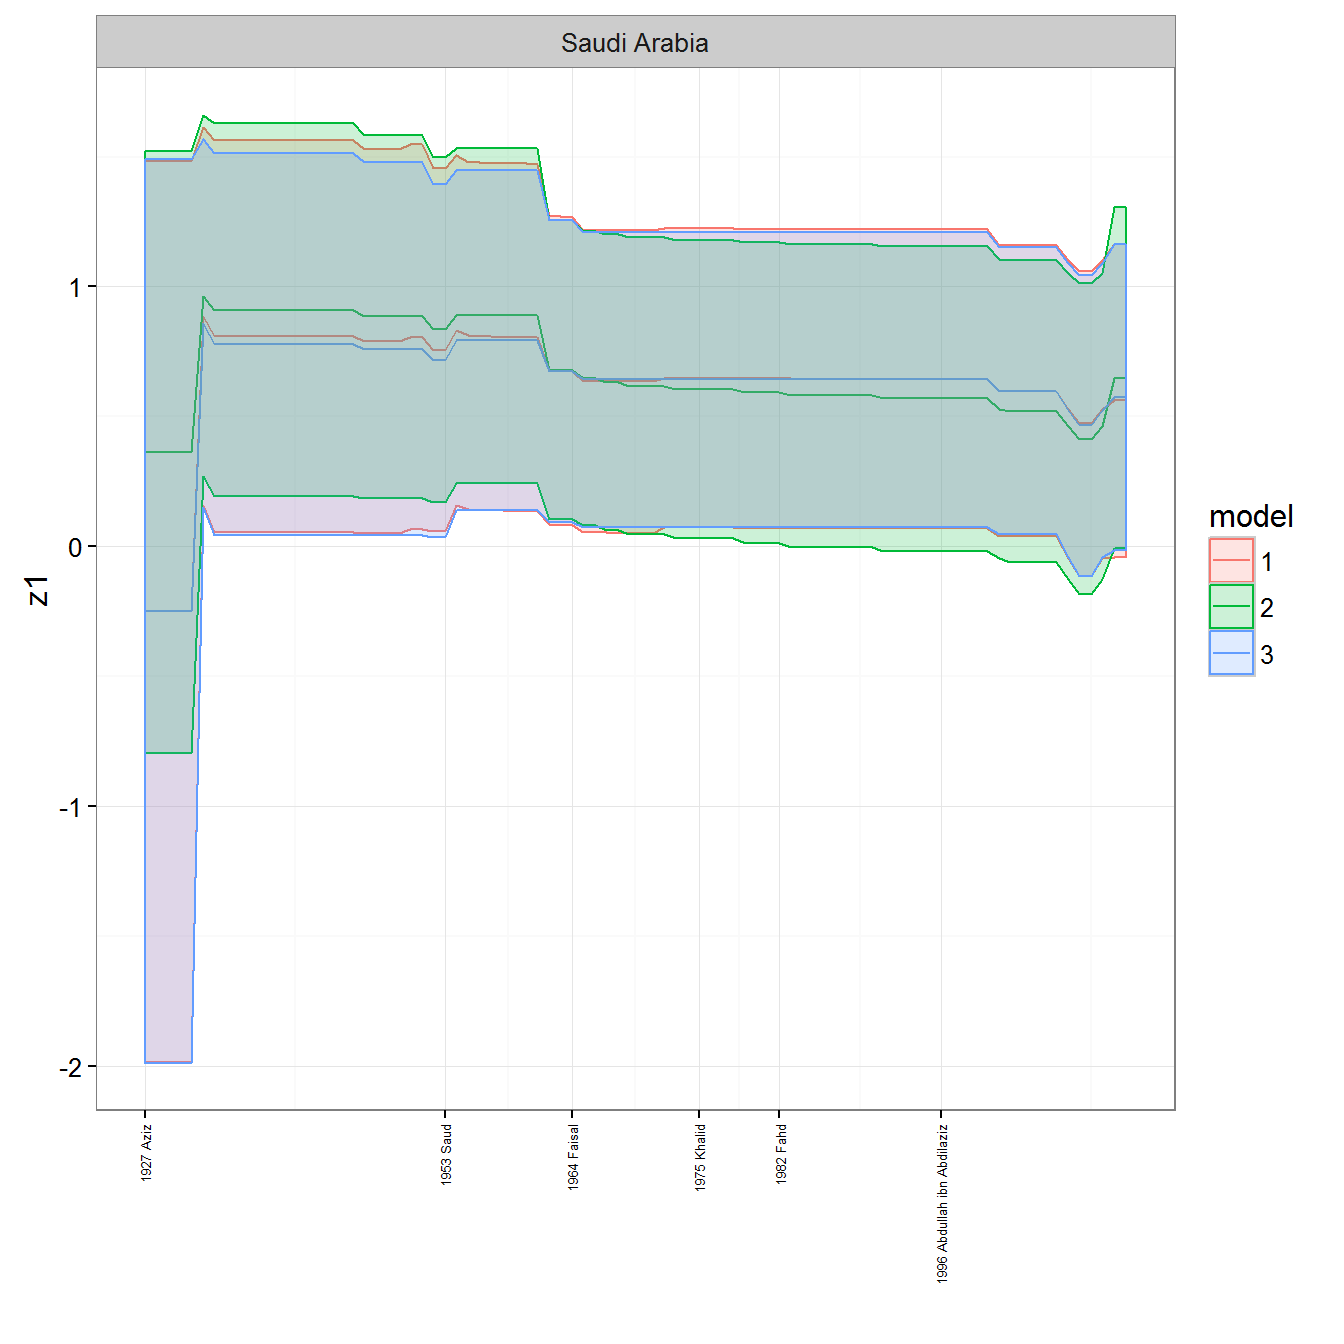 Saudi Arabia
z1
1
0
-1
-2
1927 Aziz
1953 Saud
1964 Faisal
1975 Khalid
1982 Fahd
1996 Abdullah ibn Abdilaziz
model
1
2
3